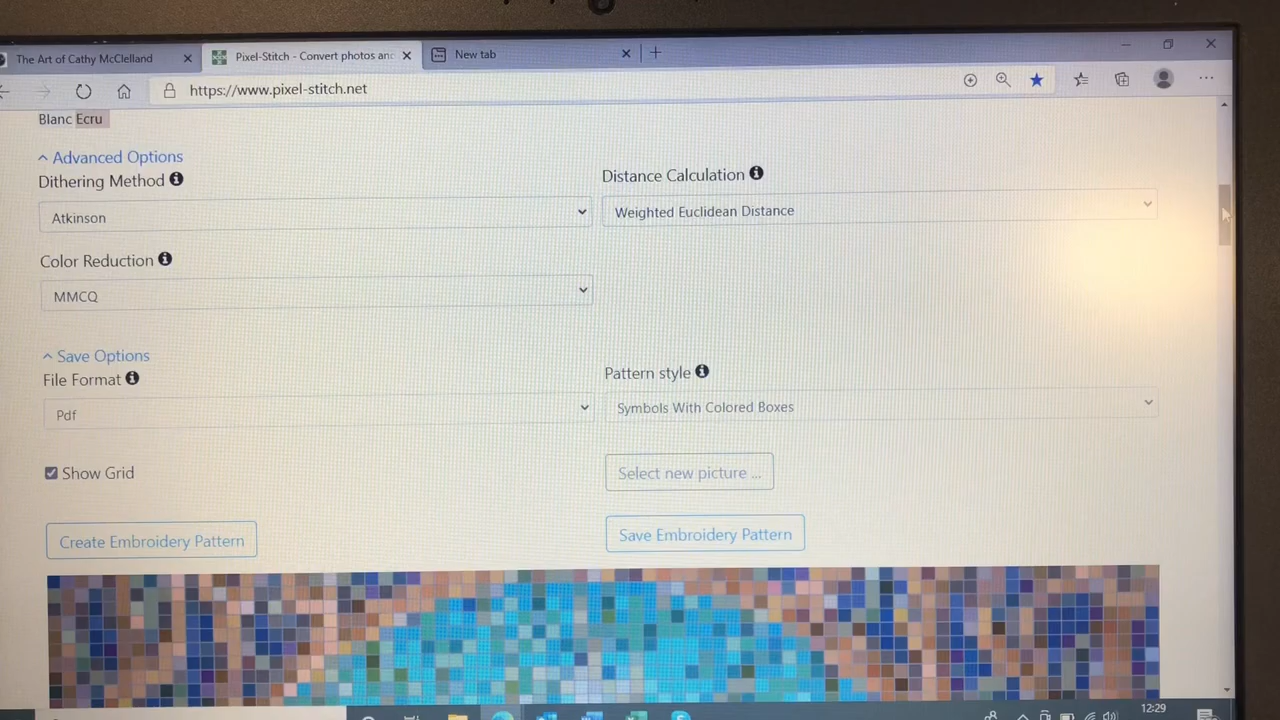 The Art of Cathy McClelland
Pixel-Stitch - Convert photos and
New tab
https://www.pixel-stitch.net
Blanc Ecru
Advanced Options
Dithering Method
Distance Calculation
Atkinson
Weighted Euclidean Distance
Color Reduction
MMCQ
Save Options
File Format
Pattern style
Pdf
Symbols With Colored Boxes
Show Grid
Select new picture ...
Create Embroidery Pattern
Save Embroidery Pattern
12:29